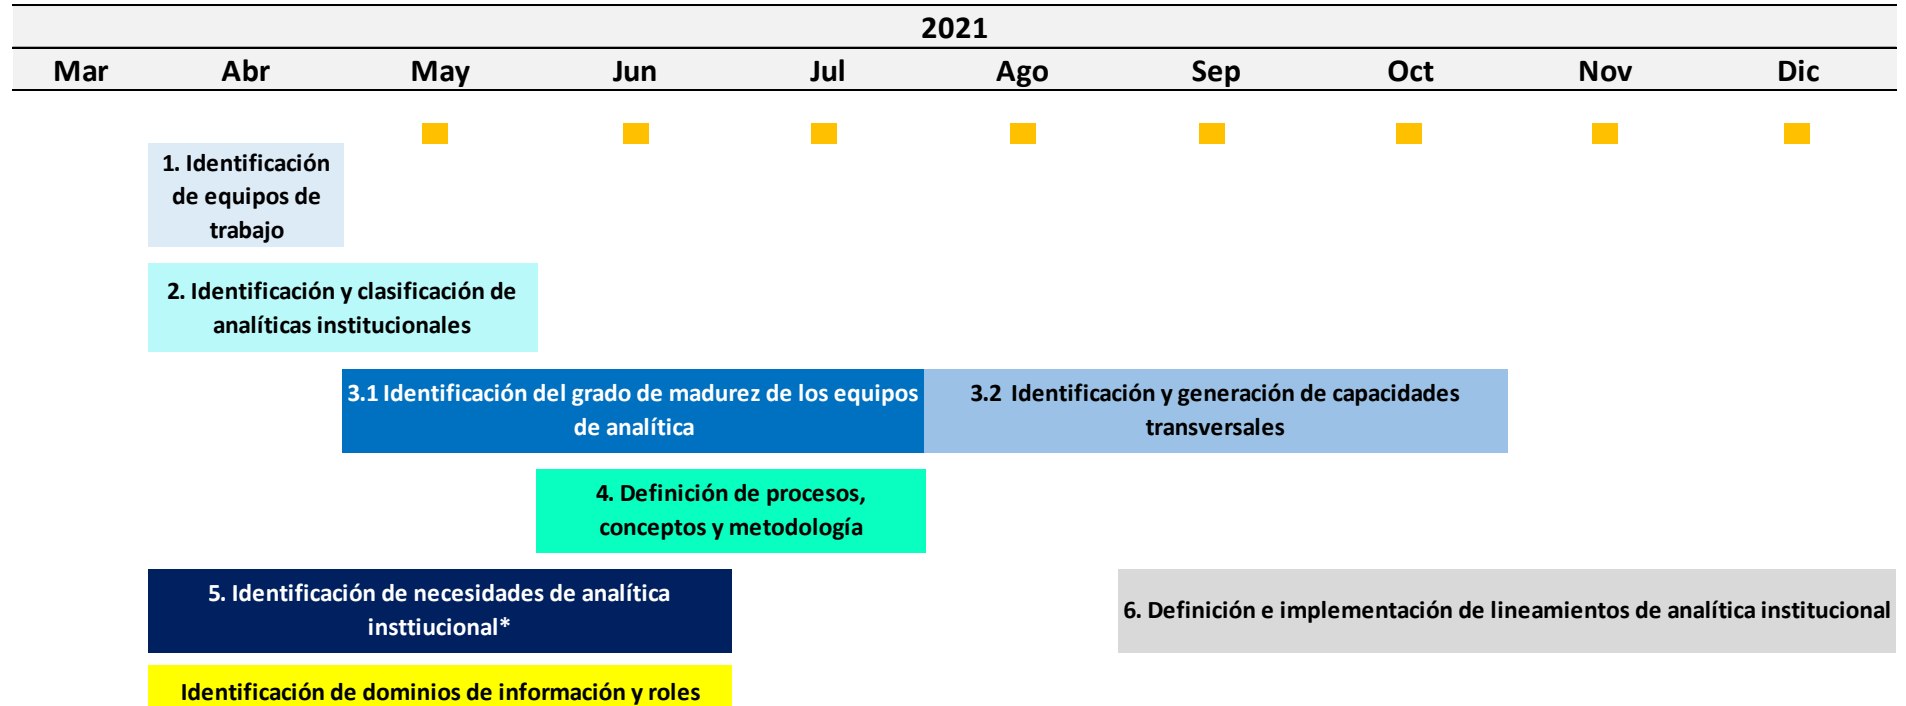 2021
Mar Abr May Jun Jul Ago Sep Oct Nov Dic
1. Identificación
de equipos de
trabajo
2. Identificación y clasificación de
analíticas institucionales
3.1 Identificación del grado de madurez de los equipos
de analítica
3.2 Identificación y generación de capacidades
transversales
4. Definición de procesos,
conceptos y metodología
5. Identificación de necesidades de analítica
insttiucional*
6. Definición e implementación de lineamientos de analítica institucional
Identificación de dominios de información y roles